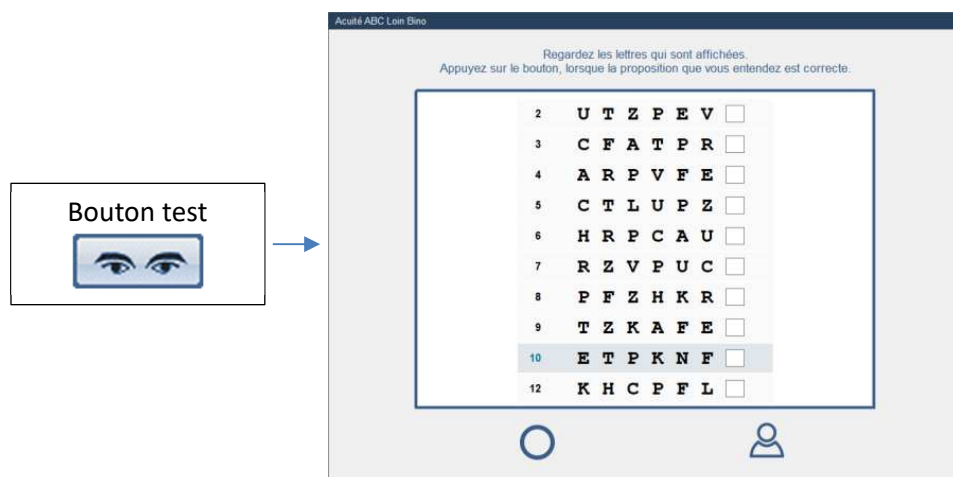 Acuité ABC Loin Bino
Regardez les lettres qui sont affichées.
Appuyez sur le bouton, lorsque la proposition que vous entendez est correcte.
Bouton test
2 U T Z P E V
3 C F A T P R
4 A R P V F E
5 C T L U P Z
6 H R P C A U
7 R Z V P U C
8 P F Z H K R
9 T Z K A F E
10 E T P K N F
12 K H C P F L